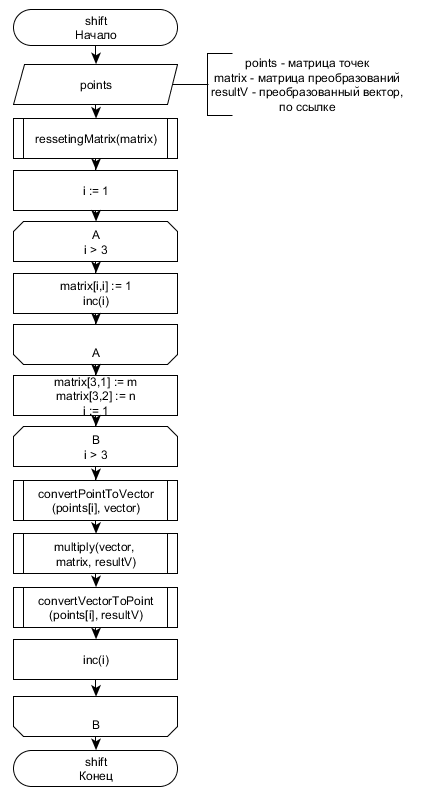 shift
Начало
points
points - матрица точек
matrix - матрица преобразований
resultV - преобразованный вектор,
по ссылке
ressetingMatrix(matrix)
i := 1
A
i > 3
matrix[i,i] := 1
inc(i)
A
matrix[3,1] := m
matrix[3,2] := n
i := 1
B
i > 3
convertPointToVector
(points[i], vector)
multiply(vector,
matrix, resultV)
convertVectorToPoint
(points[i], resultV)
inc(i)
B
shift
Конец